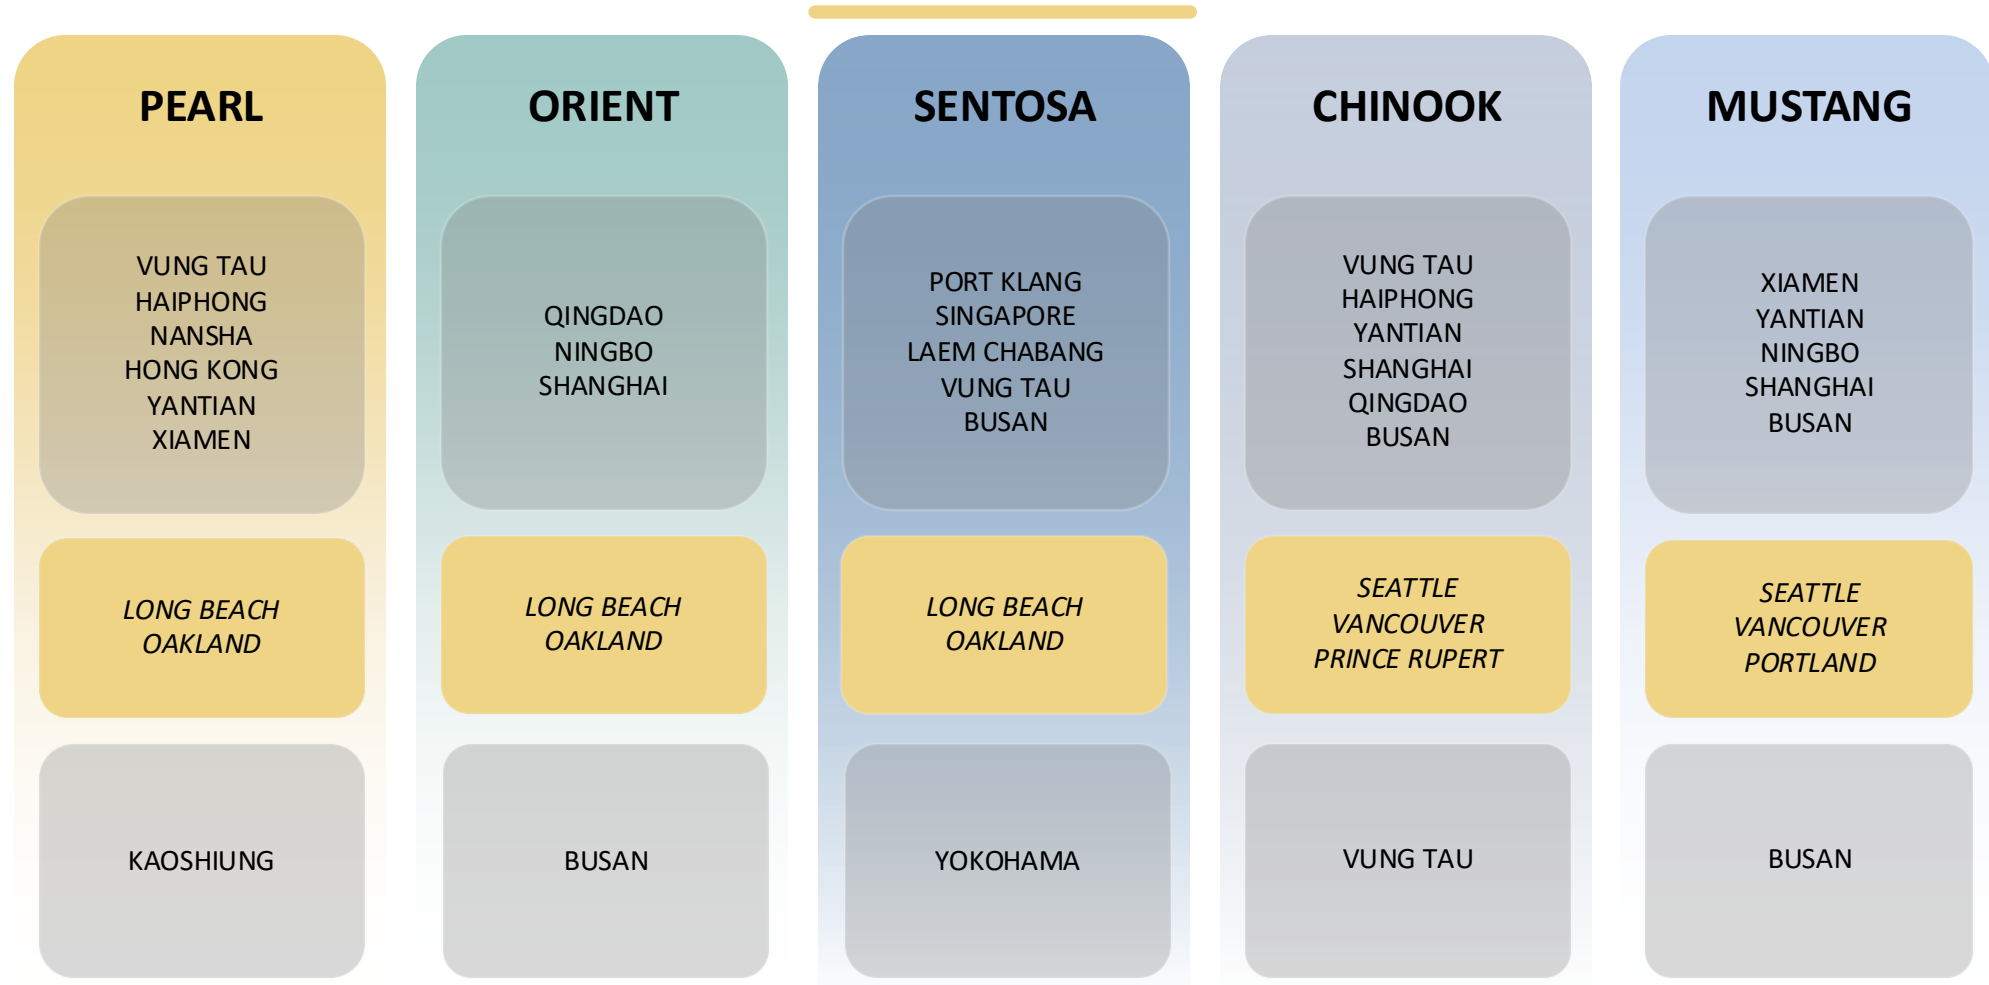 PEARL
VUNG TAU
HAIPHONG
NANSHA
HONG KONG
YANTIAN
XIAMEN
LONG BEACH
OAKLAND
KAOSHIUNG
ORIENT
QINGDAO
NINGBO
SHANGHAI
LONG BEACH
OAKLAND
BUSAN
SENTOSA
PORT KLANG
SINGAPORE
LAEM CHABANG
VUNG TAU
BUSAN
LONG BEACH
OAKLAND
YOKOHAMA
CHINOOK
VUNG TAU
HAIPHONG
YANTIAN
SHANGHAI
QINGDAO
BUSAN
SEATTLE
VANCOUVER
PRINCE RUPERT
VUNG TAU
MUSTANG
XIAMEN
YANTIAN
NINGBO
SHANGHAI
BUSAN
SEATTLE
VANCOUVER
PORTLAND
BUSAN